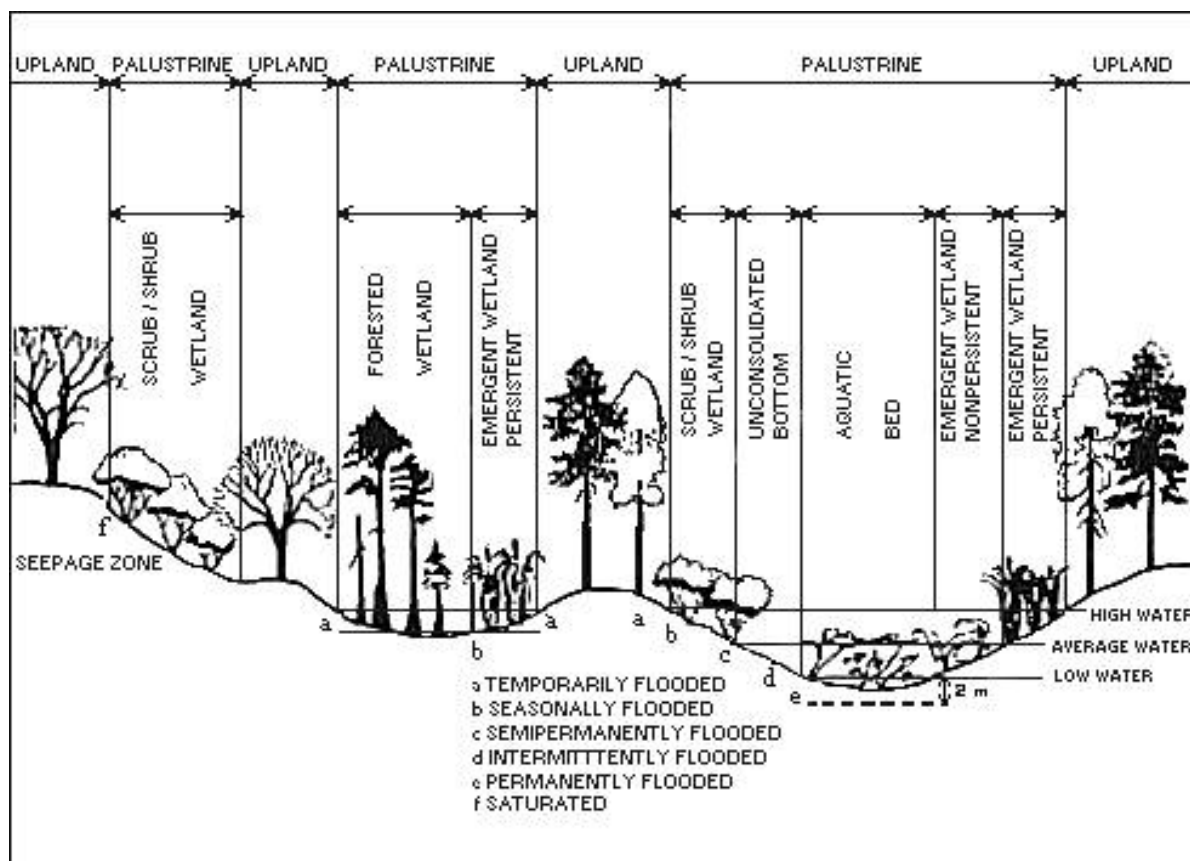 UPLAND PALUSTRINE UPLAND PALUSTRINE UPLAND PALUSTRINE UPLAND
SCRUB / SHRUB
WETLAND
FORESTED
WETLAND
EMERGENT WETLAND
PERSISTENT
SCRUB / SHRUB
WETLAND
UNCONSOLIDATED
BOTTOM
AQUATIC
BED
EMERGENT WETLAND
NONPERSISTENT
EMERGENT WETLAND
PERSISTENT
f
SEEPAGE ZONE
a
b
a
a
b
c
d
e
HIGH WATER
AVERAGE WATER
LOW WATER
2 m
a TEMPORARILY FLOODED
b SEASONALLY FLOODED
c SEMIPERMANENTLY FLOODED
d INTERMITTTENTLY FLOODED
e PERMANENTLY FLOODED
f SATURATED